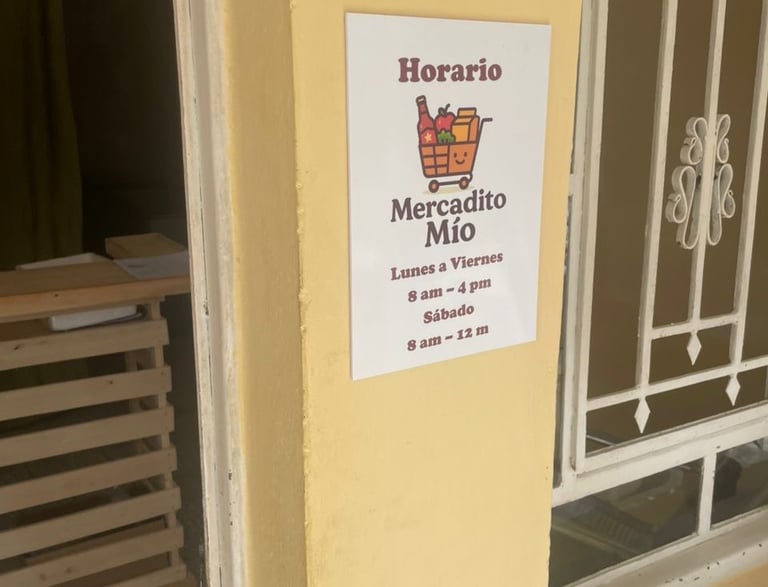 Horario
Mercadito
Mío
Lunes a Viernes
8 am – 4 pm
Sábado
8 am – 12 m